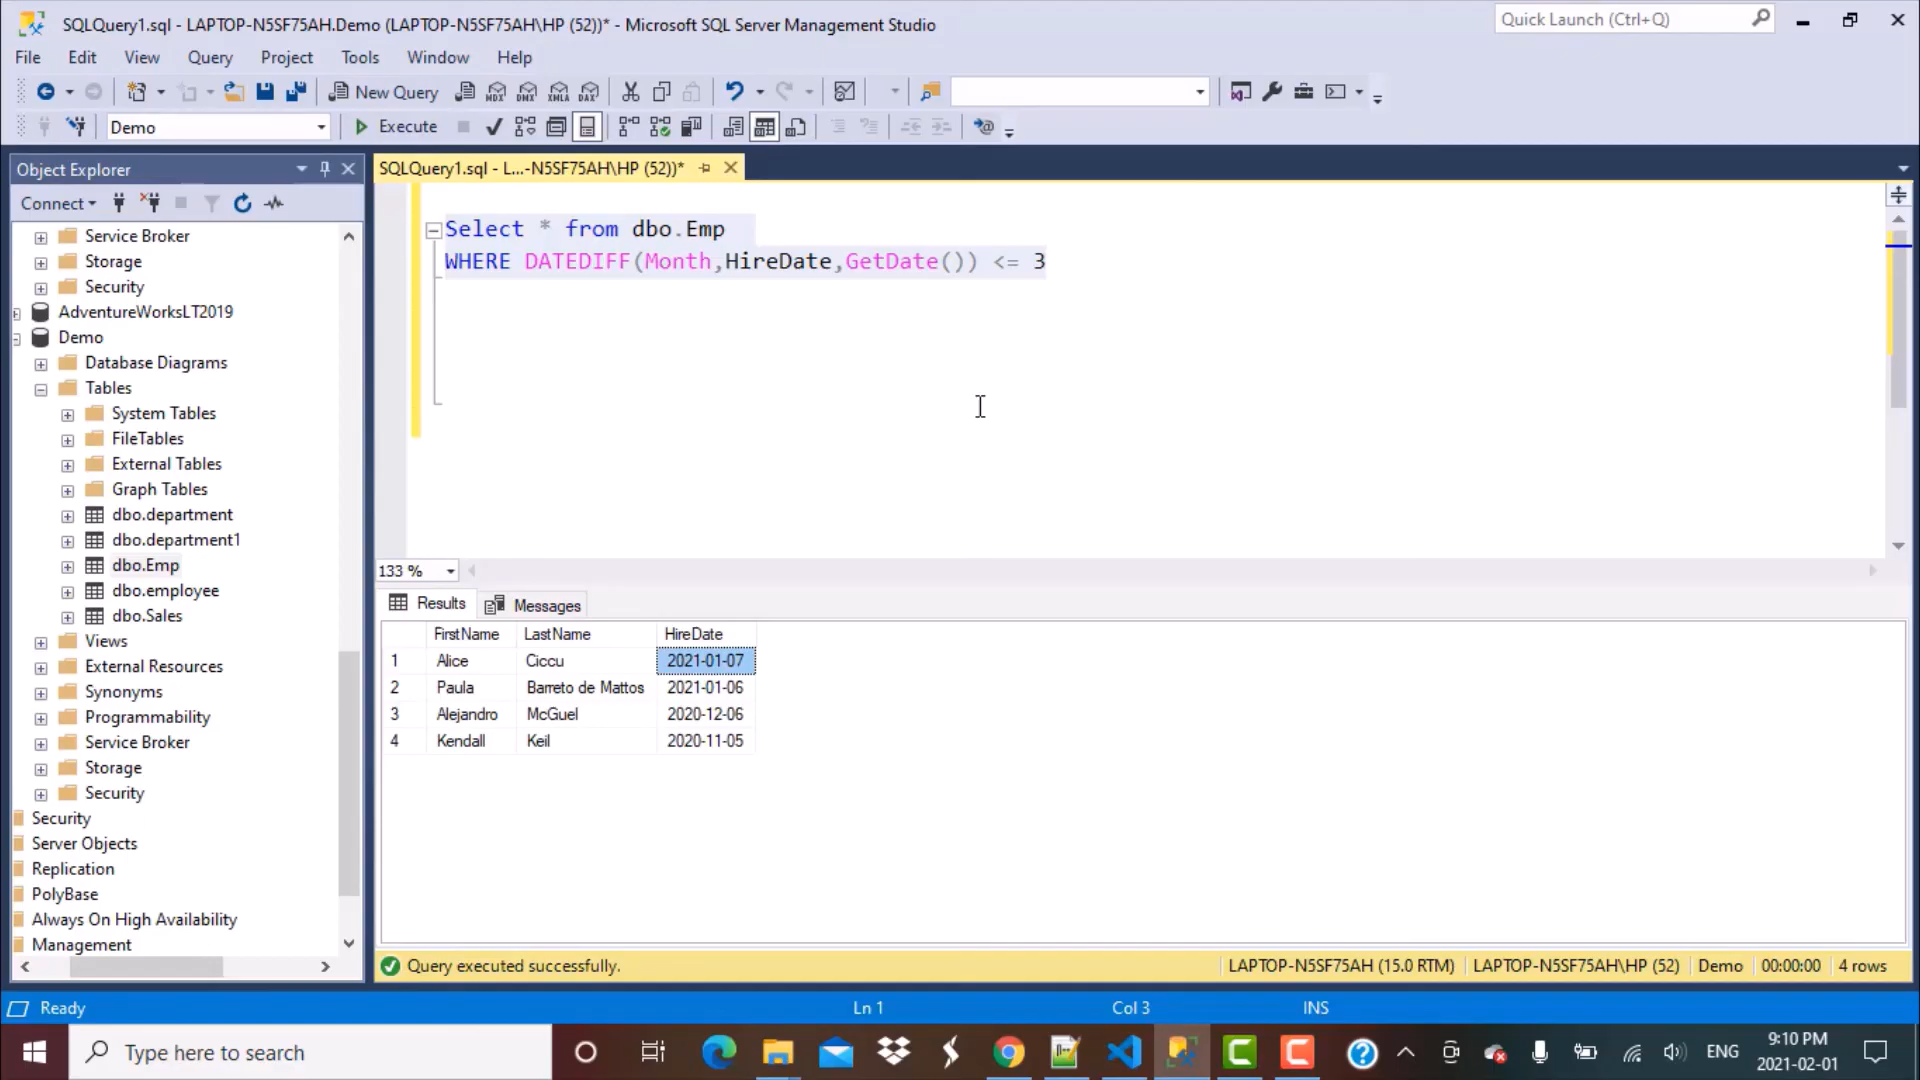 SQLQuery1.sql - LAPTOP-N5SF75AH.Demo (LAPTOP-N5SF75AH\HP (52))* - Microsoft SQL Server Management Studio
Quick Launch (Ctrl+Q)
File Edit View Query Project Tools Window Help
New Query
MDX DMX XMLA DAX
Demo
Execute
Object Explorer
Connect
Service Broker
Storage
Security
AdventureWorksLT2019
Demo
Database Diagrams
Tables
System Tables
FileTables
External Tables
Graph Tables
dbo.department
dbo.department1
dbo.Emp
dbo.employee
dbo.Sales
Views
External Resources
Synonyms
Programmability
Service Broker
Storage
Security
Security
Server Objects
Replication
PolyBase
Always On High Availability
Management
SQLQuery1.sql - L...-N5SF75AH\HP (52))*
Select * from dbo.Emp
WHERE DATEDIFF(Month,HireDate,GetDate()) <= 3
133 %
Results Messages
FirstName LastName HireDate
1 Alice Ciccu 2021-01-07
2 Paula Barreto de Mattos 2021-01-06
3 Alejandro McGuel 2020-12-06
4 Kendall Keil 2020-11-05
Query executed successfully.
LAPTOP-N5SF75AH (15.0 RTM) LAPTOP-N5SF75AH\HP (52) Demo 00:00:00 4 rows
Ready Ln 1 Col 3 INS
Type here to search
ENG
9:10 PM
2021-02-01